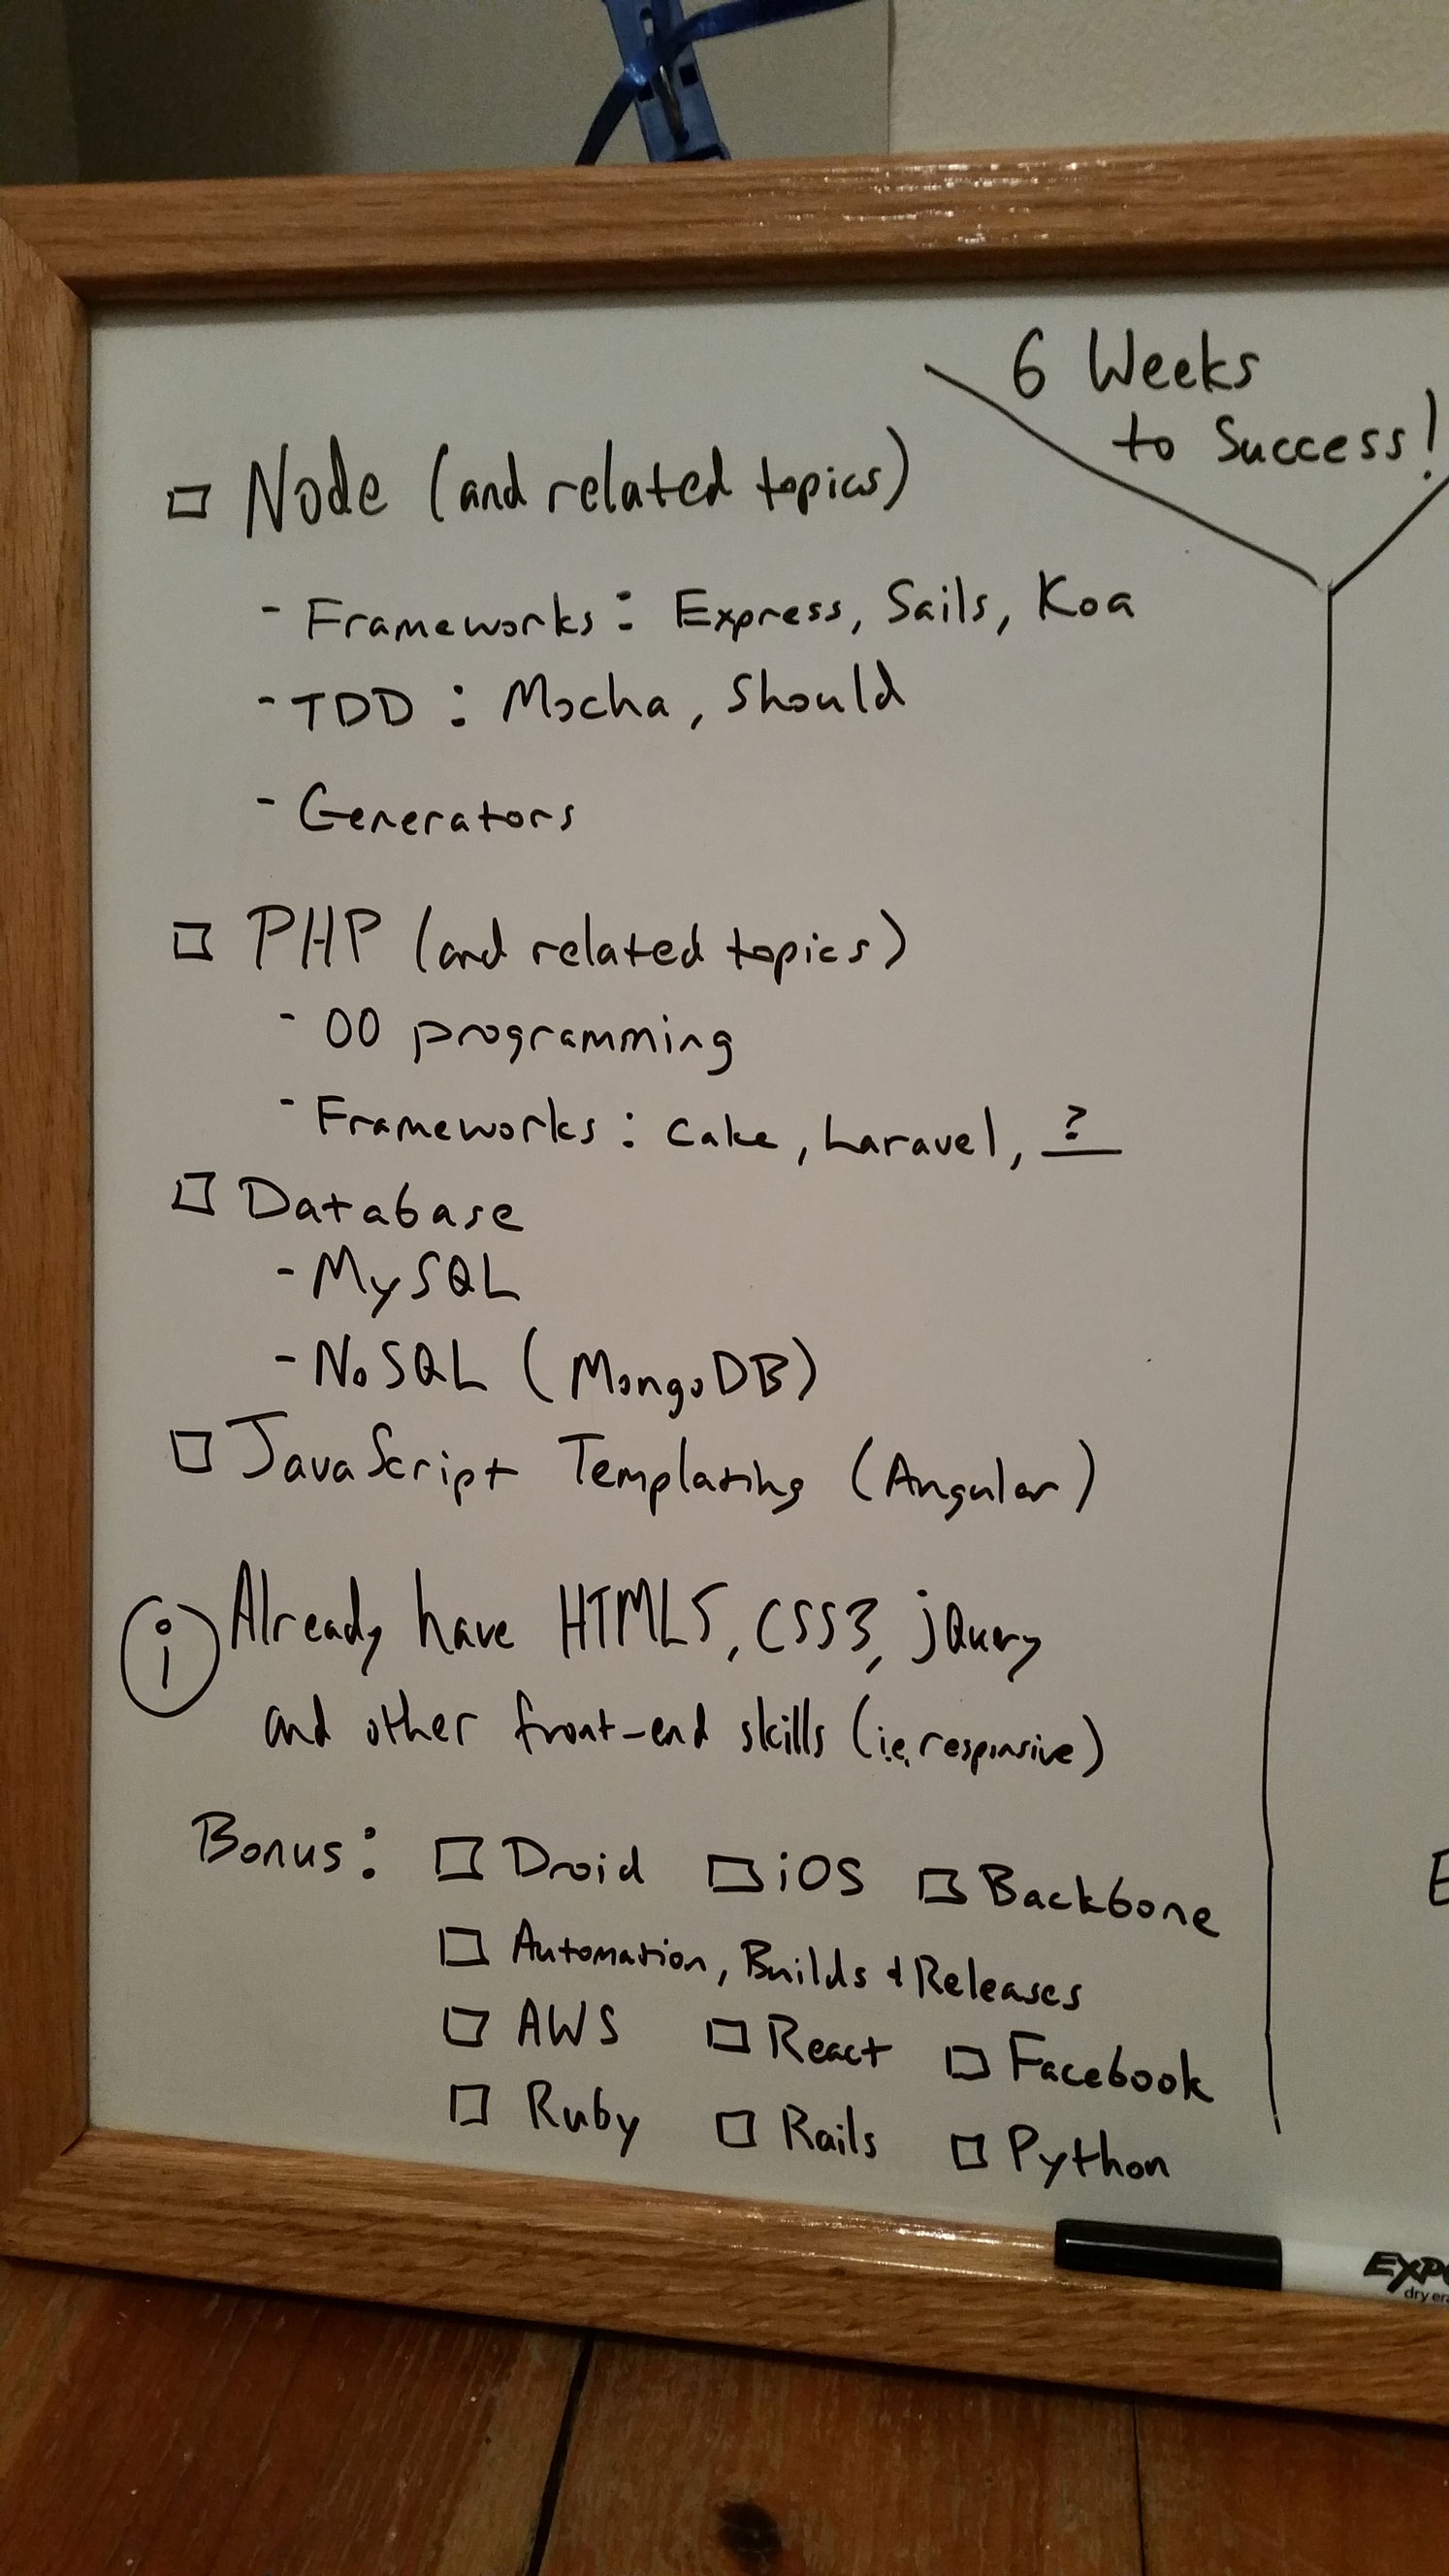 6 Weeks
to Success!
Node (and related topics)
- Frameworks: Express, Sails, Koa
- TDD: Mocha, Should
- Generators
PHP (and related topics)
- OO programming
- Frameworks: Cake, Laravel, ?
Database
- MySQL
- NoSQL (MongoDB)
JavaScript Templating (Angular)
i Already have HTML5, CSS3, jQuery
and other front-end skills (i.e. responsive)
Bonus: Droid iOS Backbone
Automation, Builds & Releases
AWS React Facebook
Ruby Rails Python
EXPO
dry era